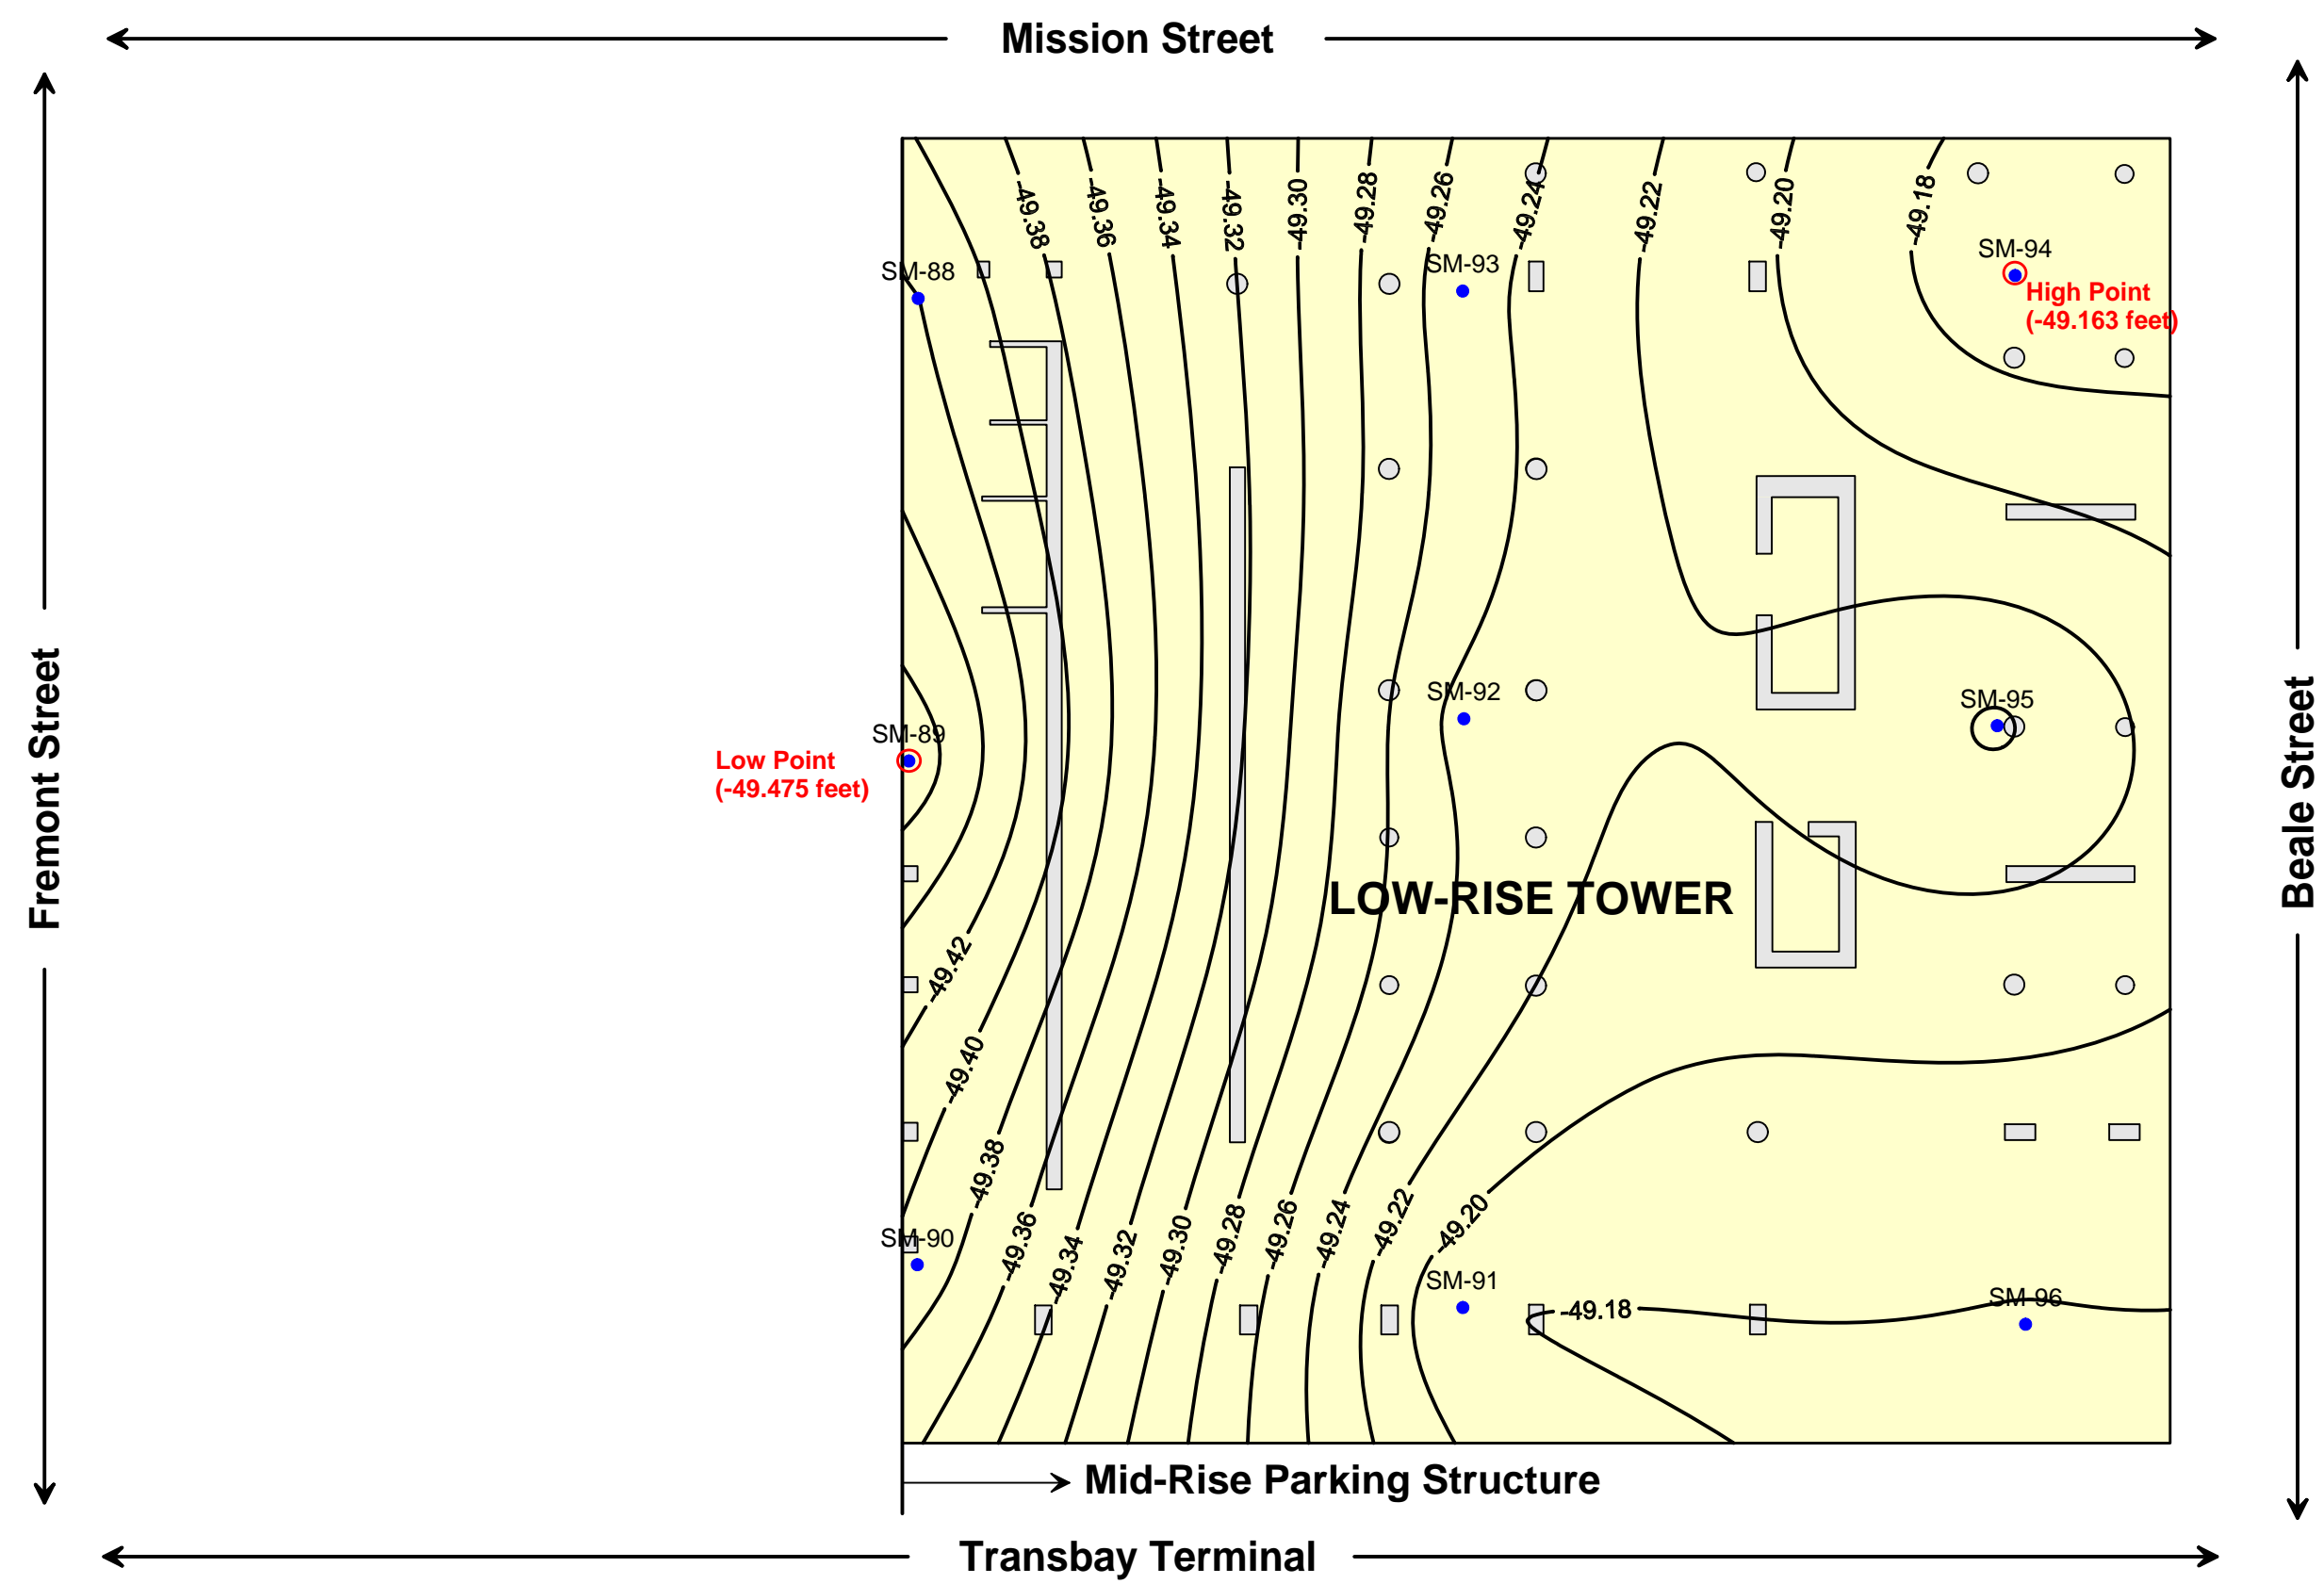 Mission Street
-49.38
-49.36
-49.34
-49.32
-49.30
-49.28
-49.26
-49.24
-49.22
-49.20
-49.18
SM-88
SM-93
SM-94
High Point
(-49.163 feet)
Fremont Street
Beale Street
SM-89
Low Point
(-49.475 feet)
SM-92
SM-95
LOW-RISE TOWER
-49.42
-49.40
-49.38
-49.36
-49.34
-49.32
-49.30
-49.28
-49.26
-49.24
-49.22
-49.20
-49.18
SM-90
SM-91
SM-96
Mid-Rise Parking Structure
Transbay Terminal